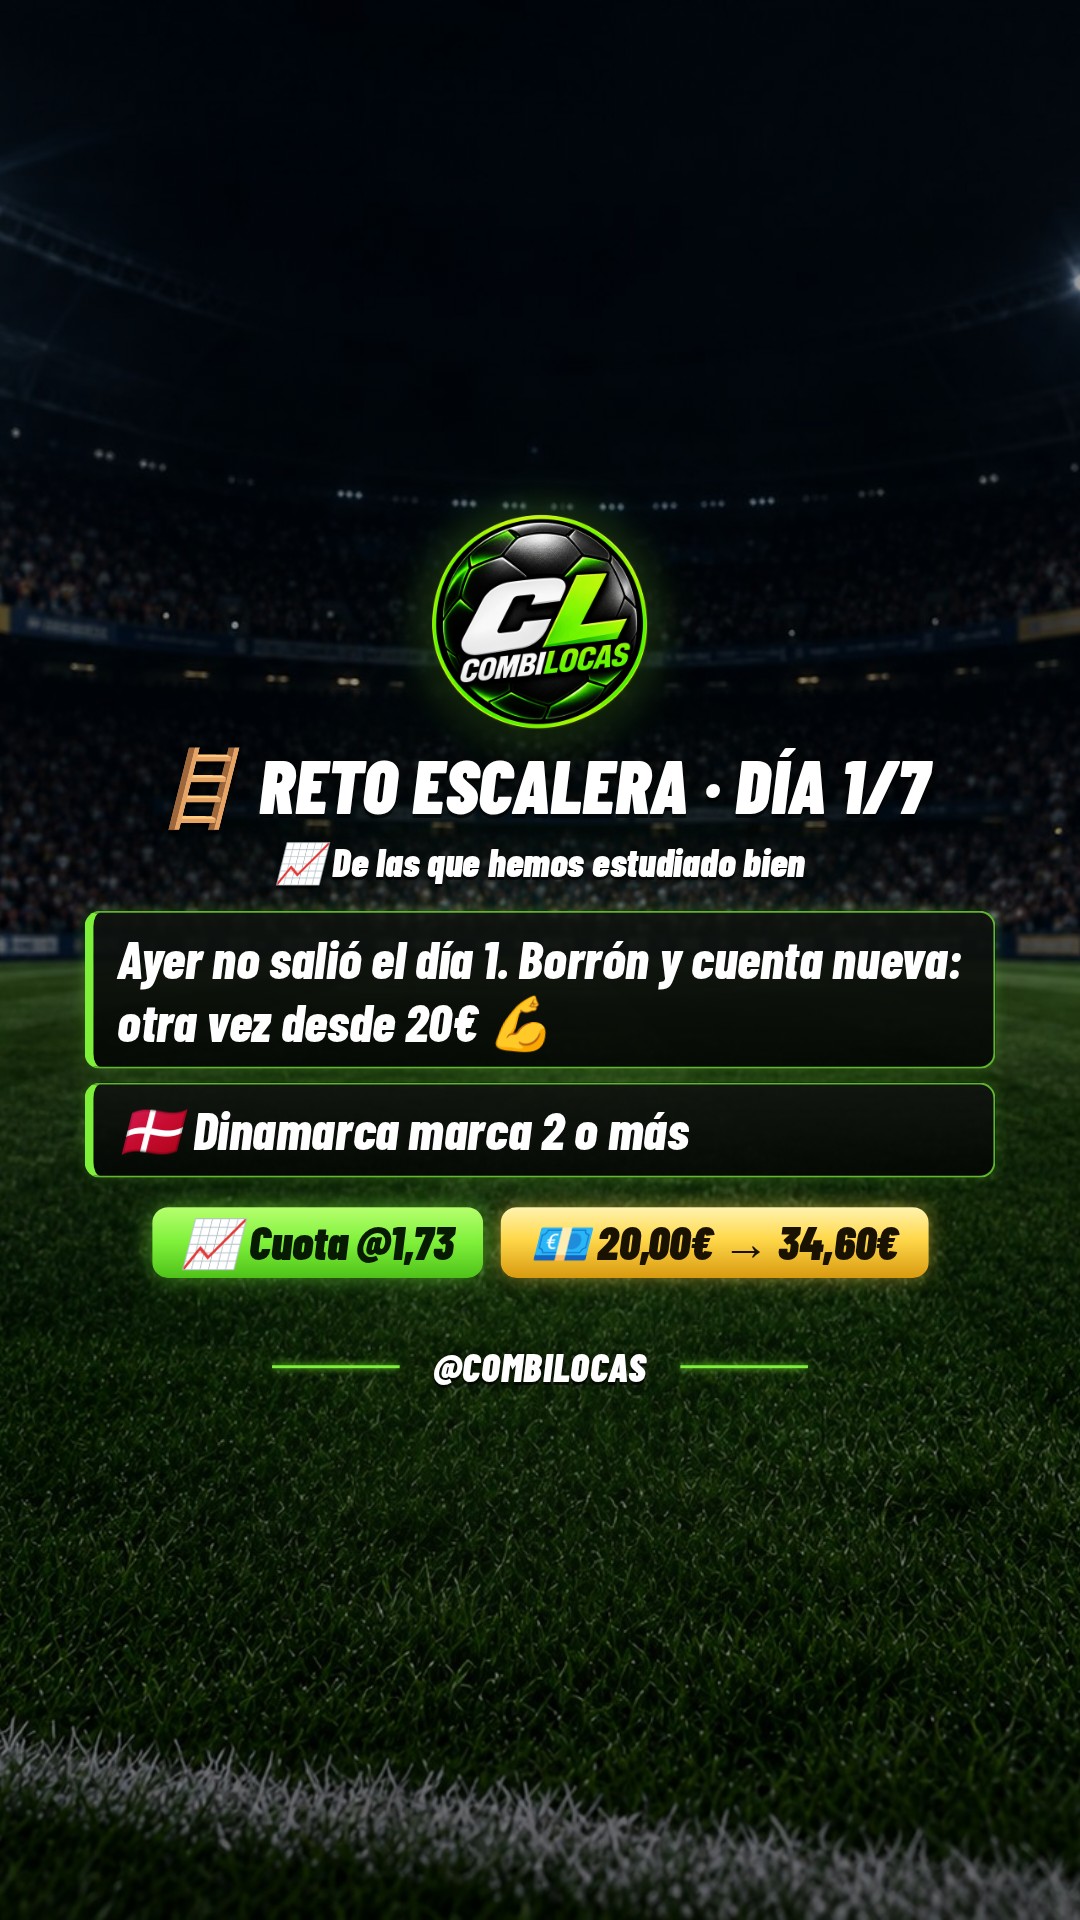 CL
COMBILOCAS
🪜 RETO ESCALERA · DÍA 1/7
📈 De las que hemos estudiado bien
Ayer no salió el día 1. Borrón y cuenta nueva:
otra vez desde 20€ 💪
🇩🇰 Dinamarca marca 2 o más
📈 Cuota @1,73
💶 20,00€ → 34,60€
@COMBILOCAS